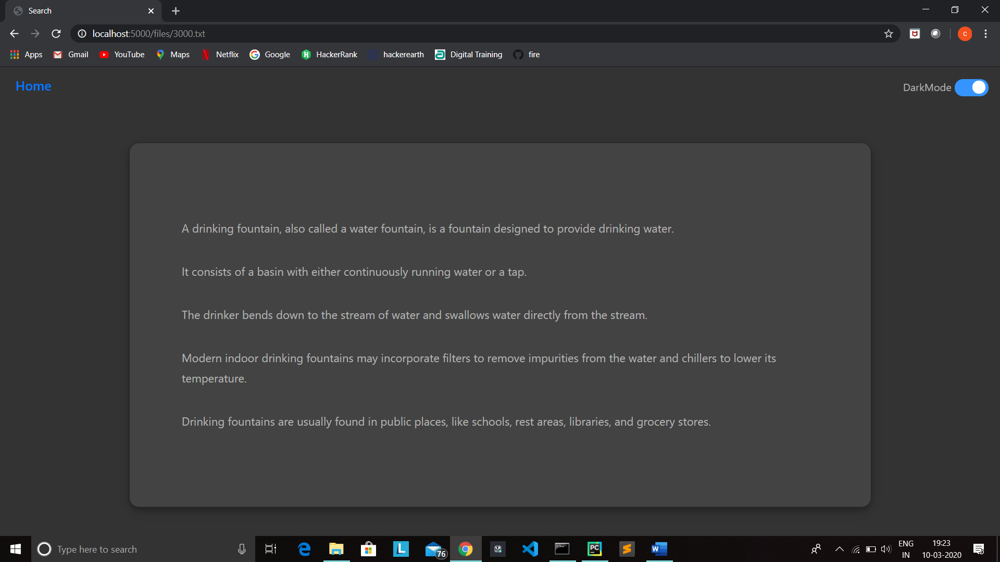 Search
localhost:5000/files/3000.txt
c
Apps Gmail YouTube Maps Netflix Google HackerRank hackerearth Digital Training fire
Home
DarkMode
A drinking fountain, also called a water fountain, is a fountain designed to provide drinking water.
It consists of a basin with either continuously running water or a tap.
The drinker bends down to the stream of water and swallows water directly from the stream.
Modern indoor drinking fountains may incorporate filters to remove impurities from the water and chillers to lower its
temperature.
Drinking fountains are usually found in public places, like schools, rest areas, libraries, and grocery stores.
Type here to search
L
76
PC
W
ENG
IN
19:23
10-03-2020